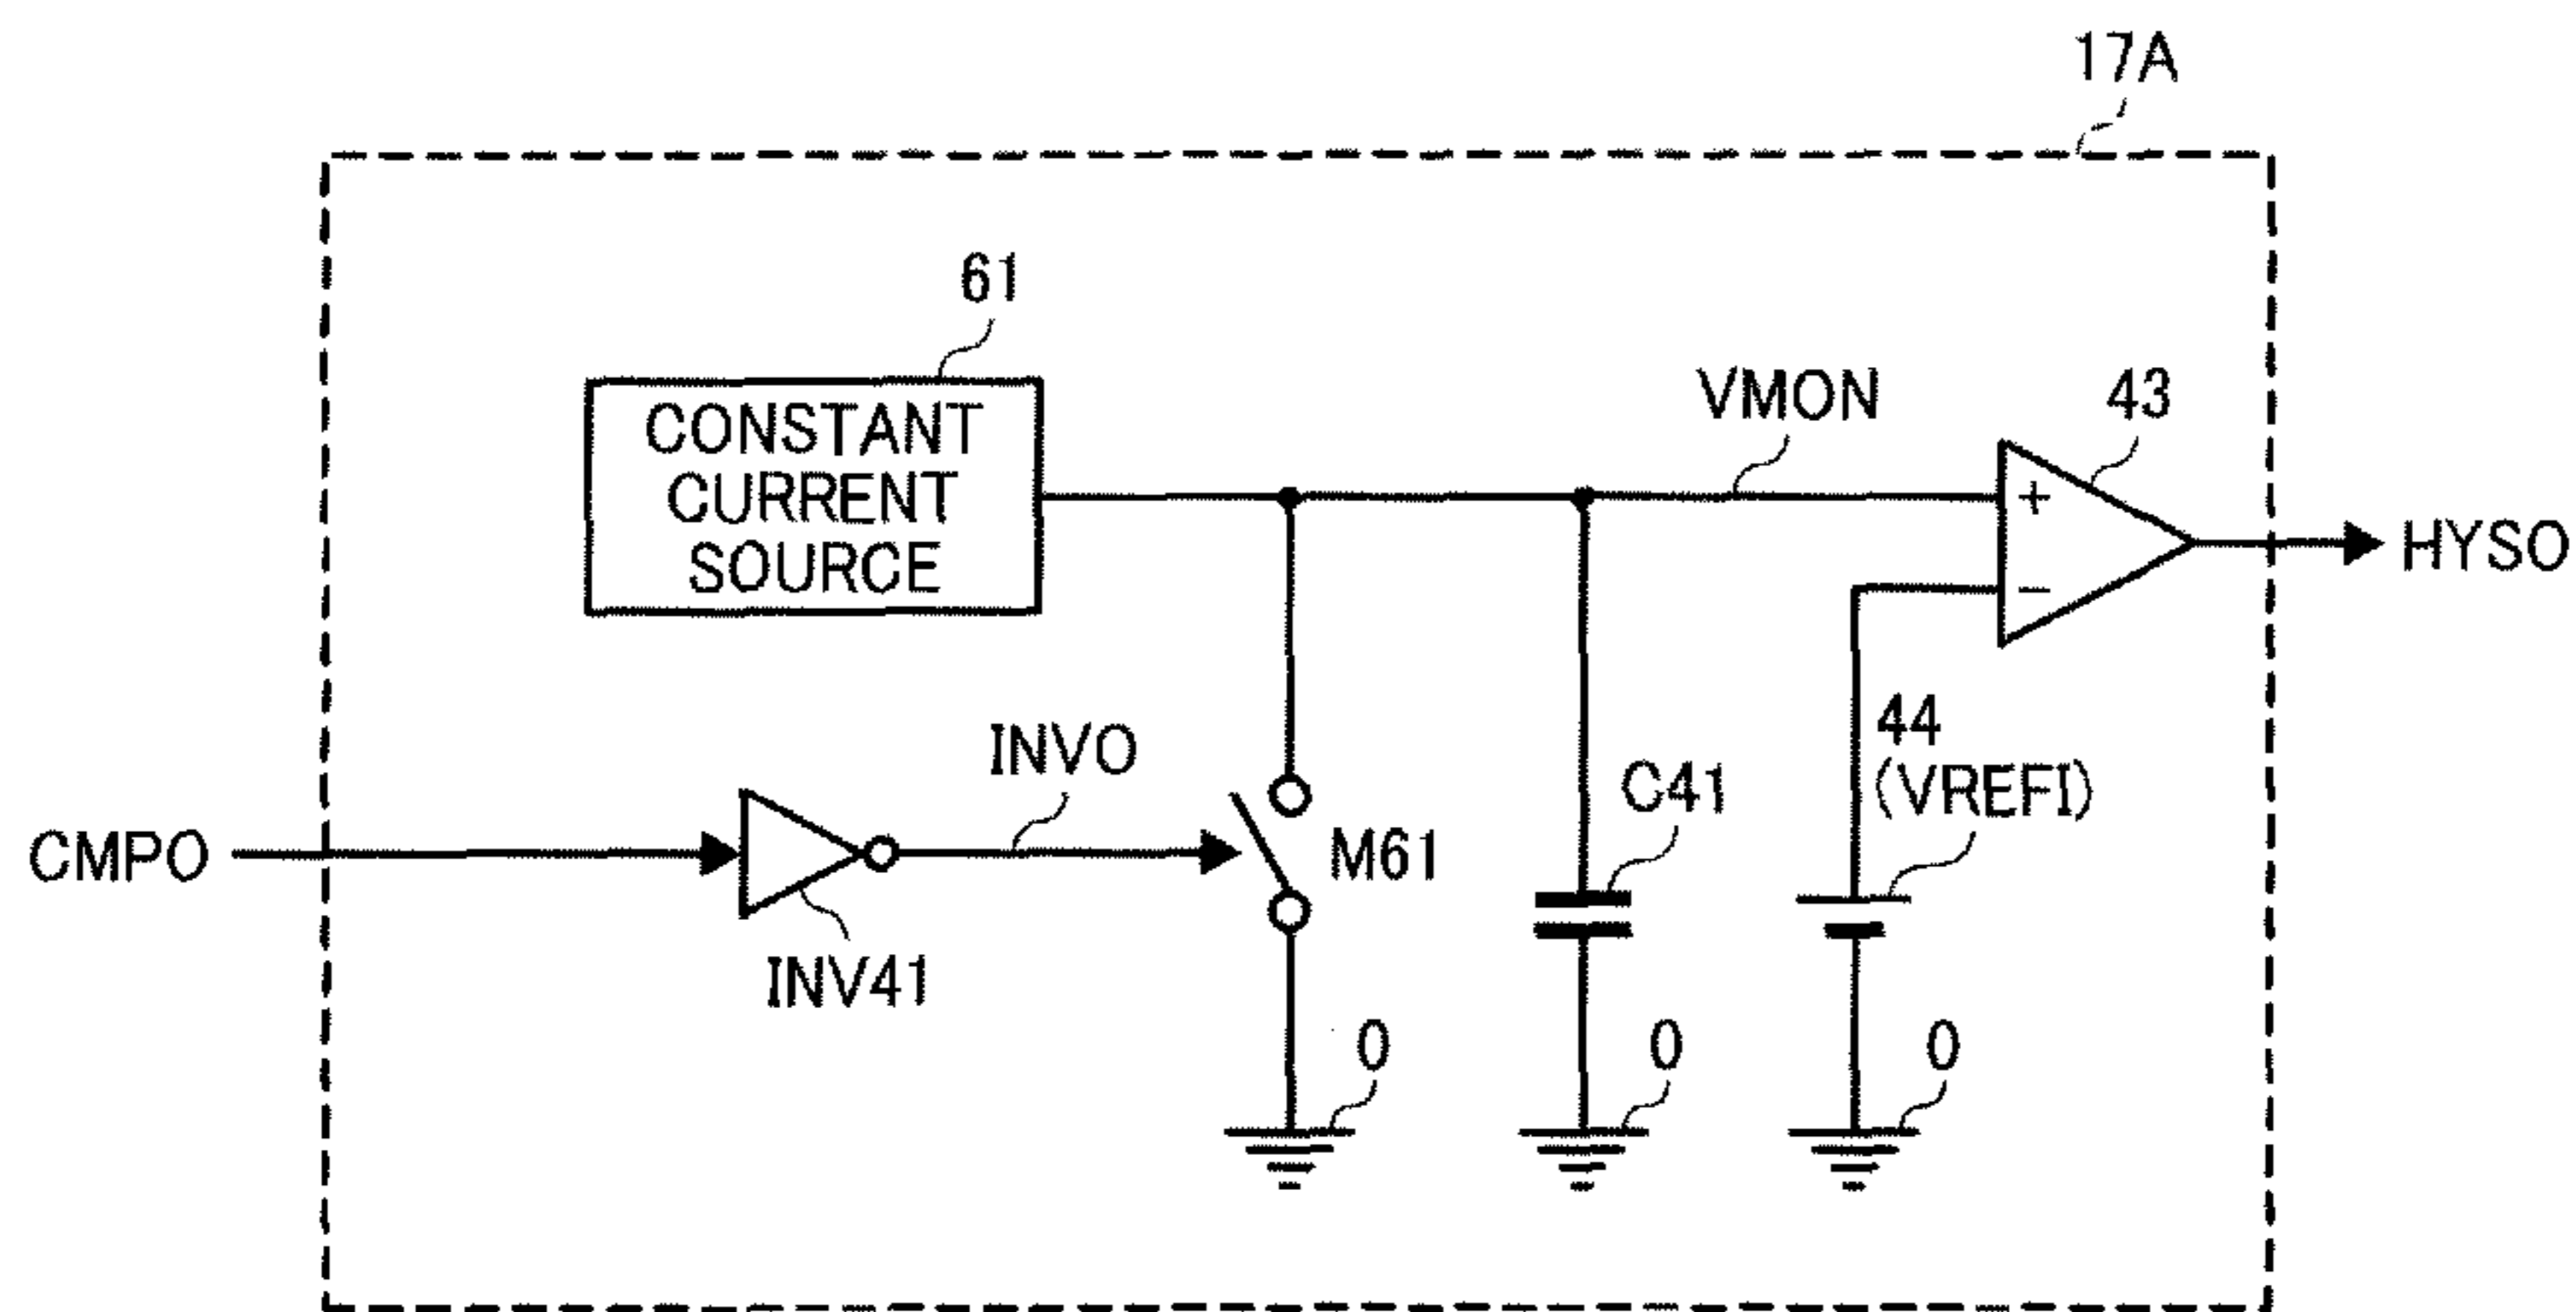 17A
61
CONSTANT
CURRENT
SOURCE
VMON
43
+
−
HYSO
44
(VREFI)
INVO
C41
CMPO
M61
INV41
0
0
0